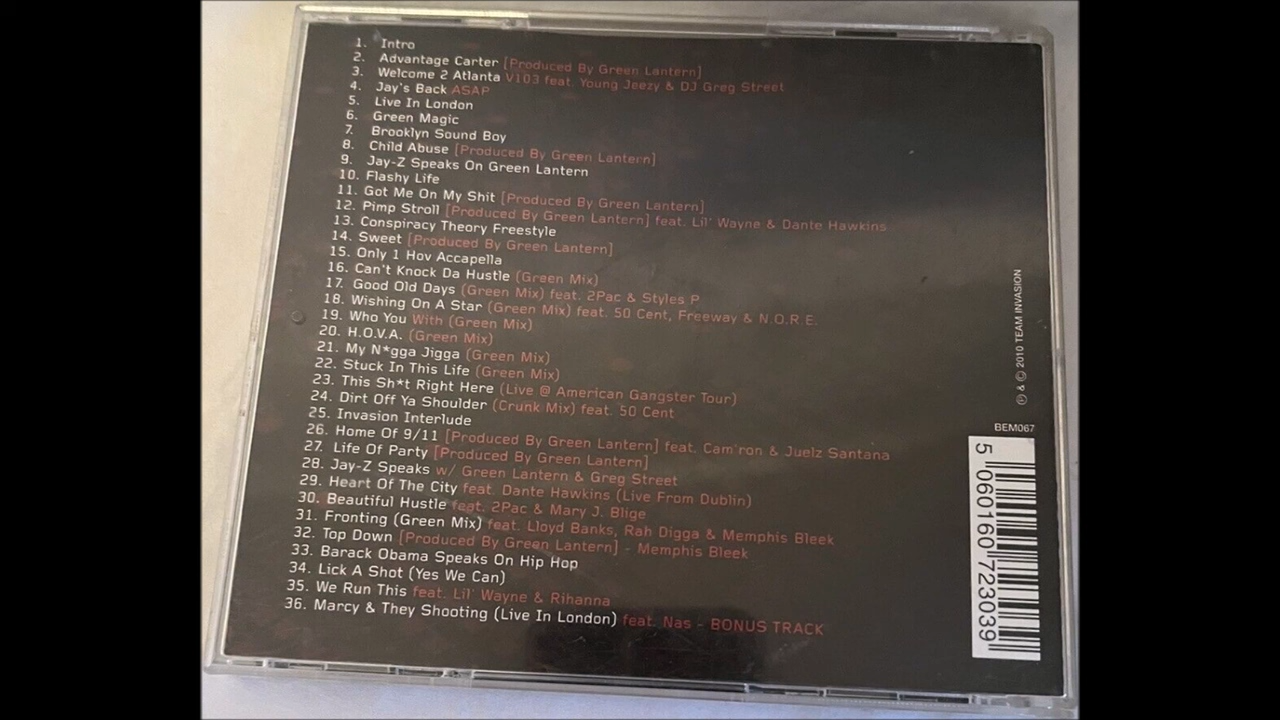 1. Intro
2. Advantage Carter [Produced By Green Lantern]
3. Welcome 2 Atlanta V103 feat. Young Jeezy & DJ Greg Street
4. Jay's Back ASAP
5. Live In London
6. Green Magic
7. Brooklyn Sound Boy
8. Child Abuse [Produced By Green Lantern]
9. Jay-Z Speaks On Green Lantern
10. Flashy Life
11. Got Me On My Shit [Produced By Green Lantern]
12. Pimp Stroll [Produced By Green Lantern] feat. Lil' Wayne & Dante Hawkins
13. Conspiracy Theory Freestyle
14. Sweet [Produced By Green Lantern]
15. Only 1 Hov Accapella
16. Can't Knock Da Hustle (Green Mix)
17. Good Old Days (Green Mix) feat. 2Pac & Styles P
18. Wishing On A Star (Green Mix) feat. 50 Cent, Freeway & N.O.R.E.
19. Who You With (Green Mix)
20. H.O.V.A. (Green Mix)
21. My N*gga Jigga (Green Mix)
22. Stuck In This Life (Green Mix)
23. This Sh*t Right Here (Live @ American Gangster Tour)
24. Dirt Off Ya Shoulder (Crunk Mix) feat. 50 Cent
25. Invasion Interlude
26. Home Of 9/11 [Produced By Green Lantern] feat. Cam'ron & Juelz Santana
27. Life Of Party [Produced By Green Lantern]
28. Jay-Z Speaks w/ Green Lantern & Greg Street
29. Heart Of The City feat. Dante Hawkins (Live From Dublin)
30. Beautiful Hustle feat. 2Pac & Mary J. Blige
31. Fronting (Green Mix) feat. Lloyd Banks, Rah Digga & Memphis Bleek
32. Top Down [Produced By Green Lantern] - Memphis Bleek
33. Barack Obama Speaks On Hip Hop
34. Lick A Shot (Yes We Can)
35. We Run This feat. Lil' Wayne & Rihanna
36. Marcy & They Shooting (Live In London) feat. Nas - BONUS TRACK
℗ & © 2010 TEAM INVASION
BEM067
5 060160 723039